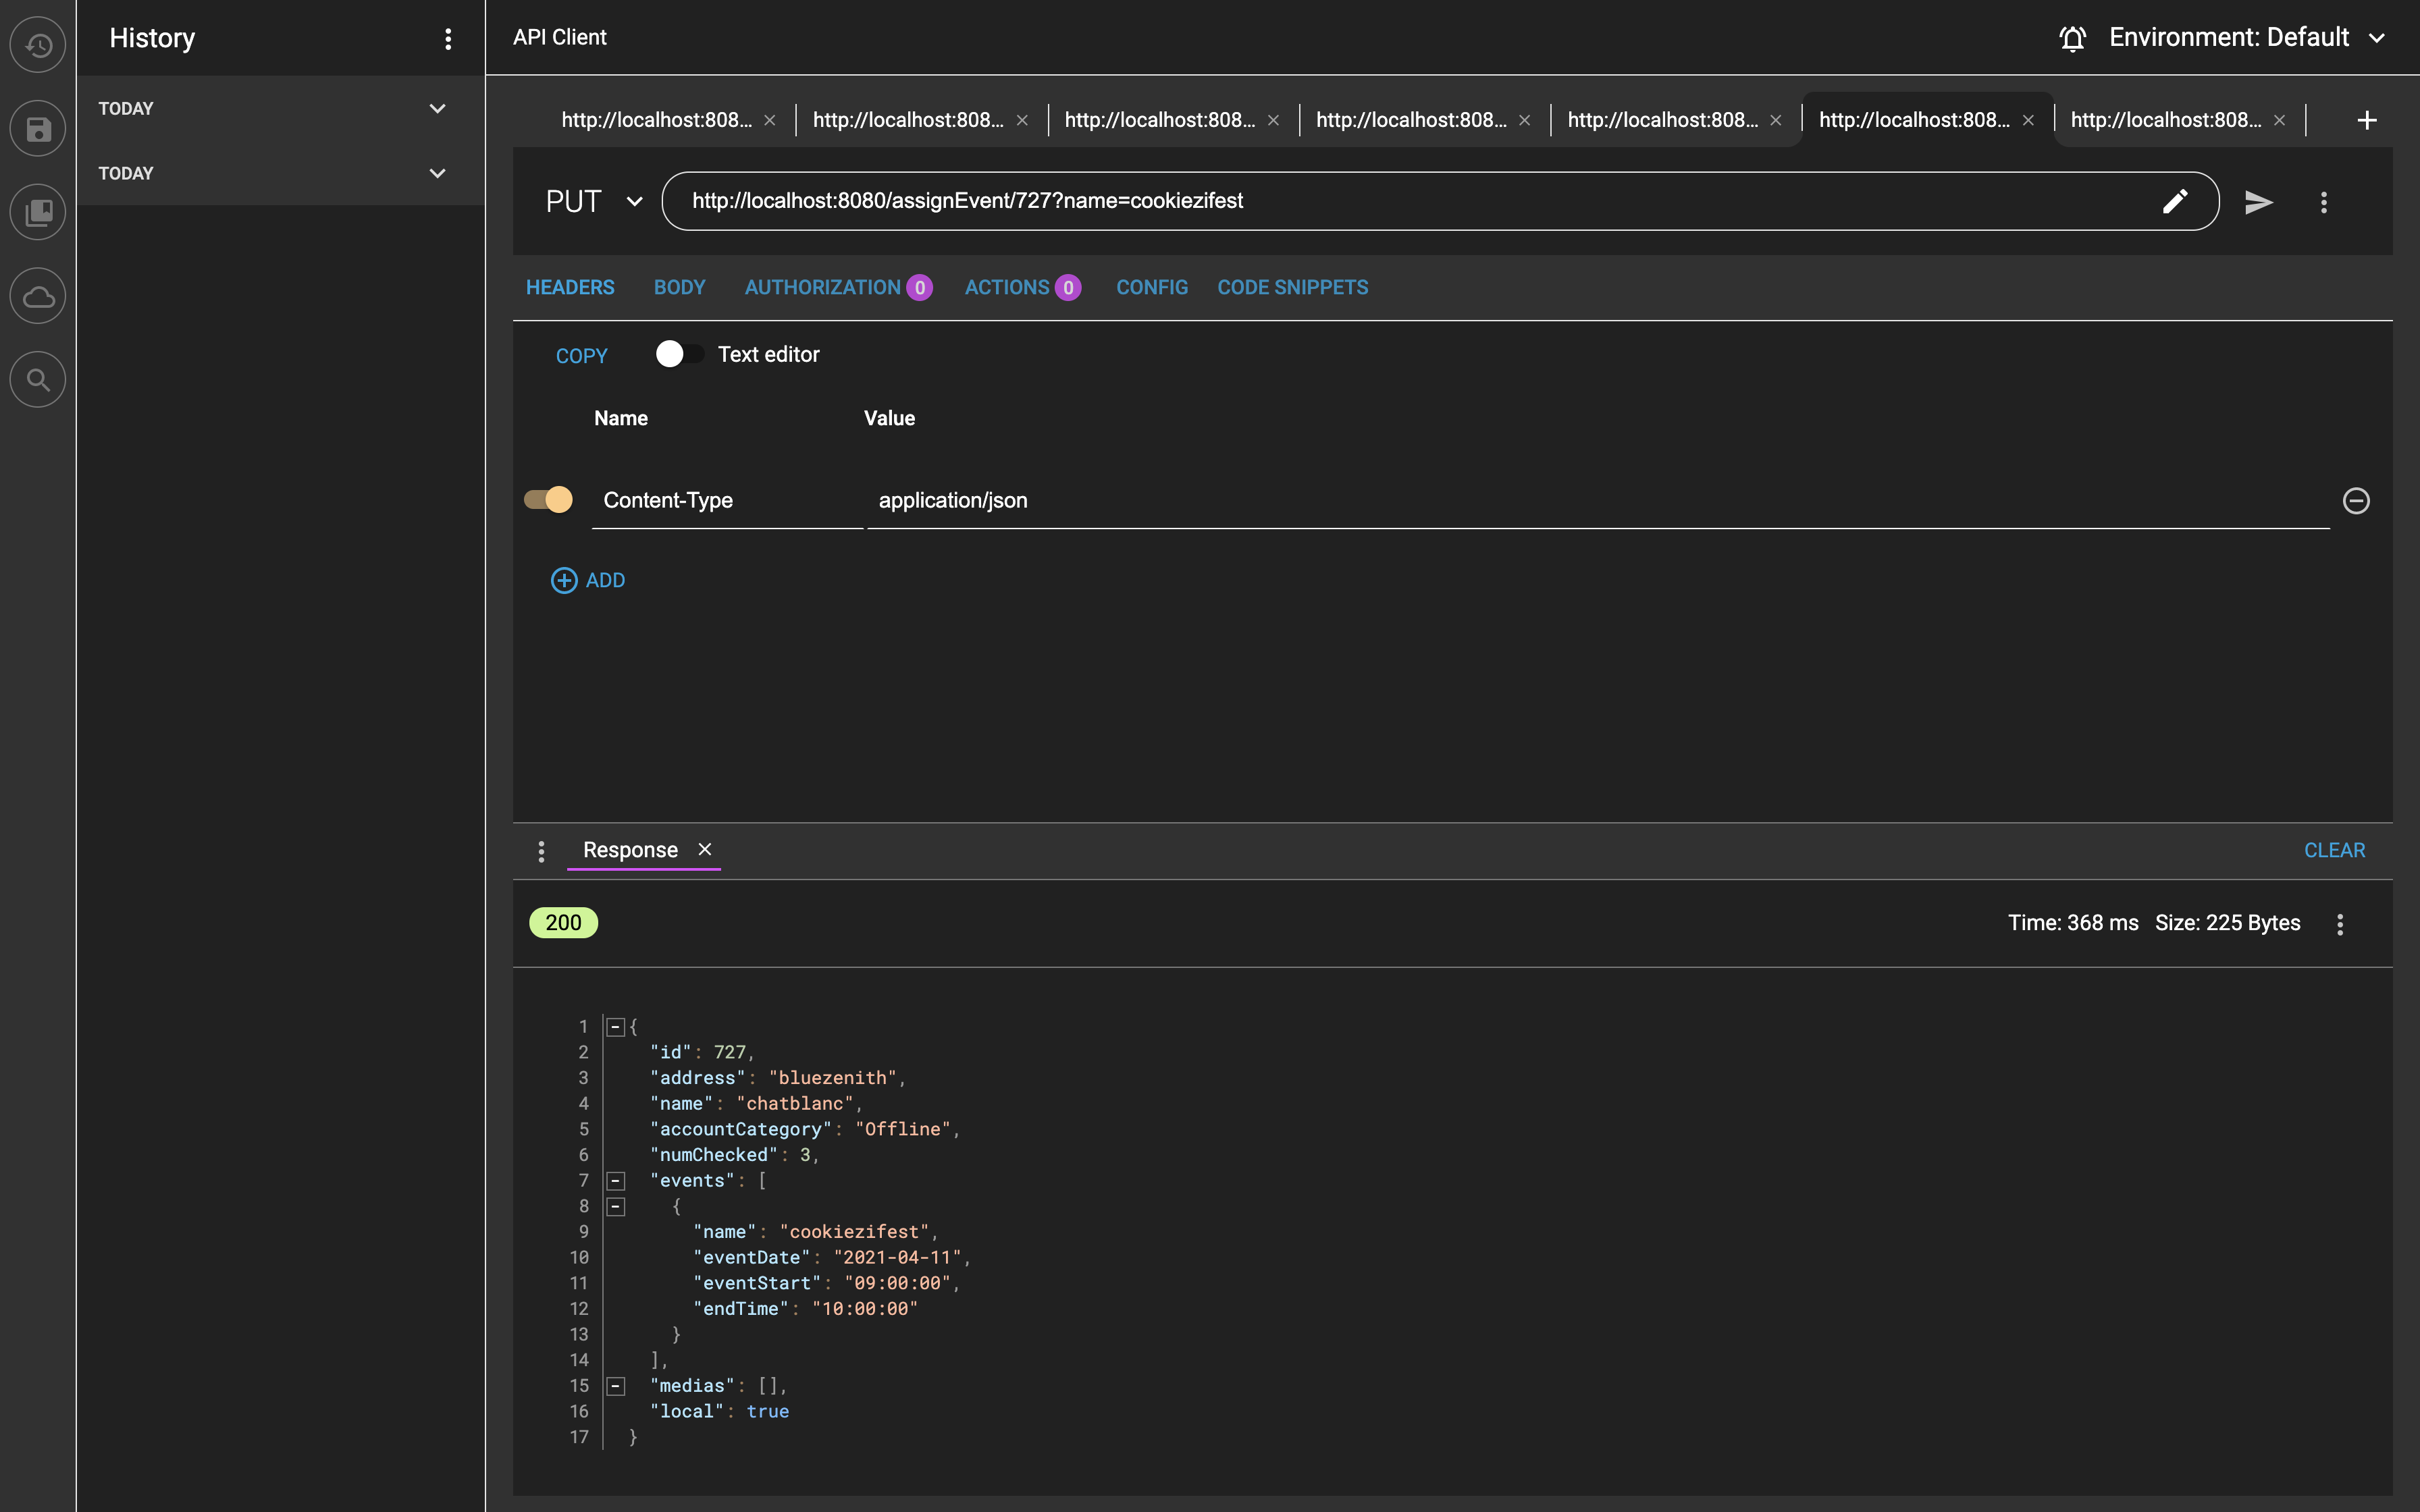 History
TODAY
TODAY
API Client
Environment: Default
http://localhost:808... http://localhost:808... http://localhost:808... http://localhost:808... http://localhost:808... http://localhost:808... http://localhost:808...
PUT http://localhost:8080/assignEvent/727?name=cookiezifest
HEADERS BODY AUTHORIZATION 0 ACTIONS 0 CONFIG CODE SNIPPETS
COPY Text editor
Name Value
Content-Type application/json
ADD
Response CLEAR
200 Time: 368 ms Size: 225 Bytes
1 {
2 "id": 727,
3 "address": "bluezenith",
4 "name": "chatblanc",
5 "accountCategory": "Offline",
6 "numChecked": 3,
7 "events": [
8 {
9 "name": "cookiezifest",
10 "eventDate": "2021-04-11",
11 "eventStart": "09:00:00",
12 "endTime": "10:00:00"
13 }
14 ],
15 "medias": [],
16 "local": true
17 }